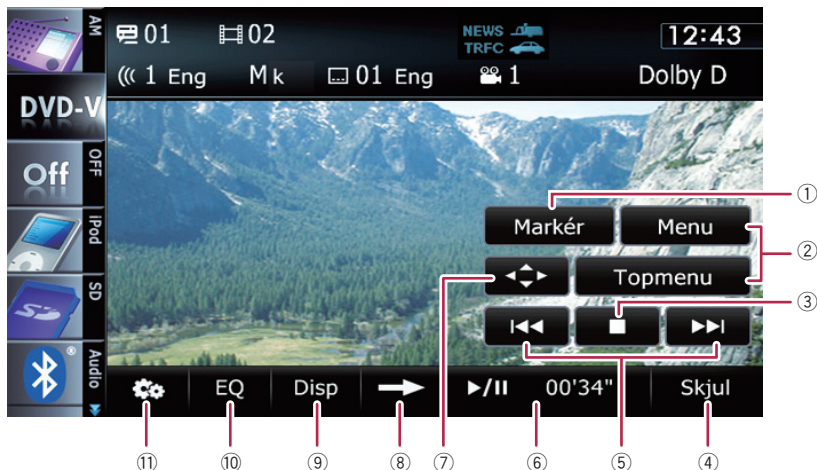 AM
01 02 NEWS TRFC 12:43
1 Eng Mk 01 Eng 1 Dolby D
DVD-V
OFF
Off
iPod
SD
Audio
Markér Menu
Topmenu
EQ Disp 00'34" Skjul
①
②
③
⑪ ⑩ ⑨ ⑧ ⑦ ⑥ ⑤ ④